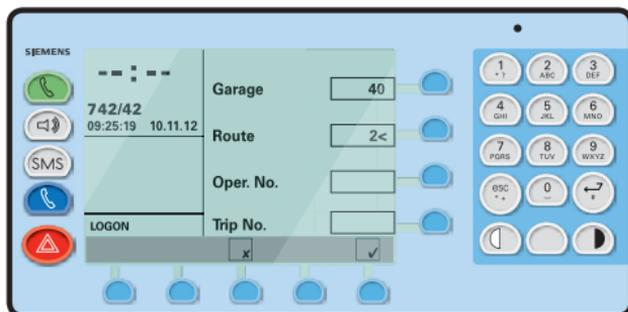 SIEMENS
--:--
742/42
09:25:19 10.11.12
LOGON
Garage 40
Route 2<
Oper. No.
Trip No.
x ✓
SMS
1 2 ABC 3 DEF
4 GHI 5 JKL 6 MNO
7 PQRS 8 TUV 9 WXYZ
esc 0